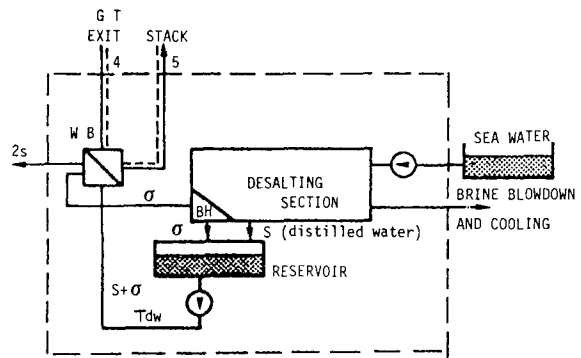 G T
EXIT
STACK
4
5
W B
2s
SEA WATER
DESALTING
SECTION
σ
BH
BRINE BLOWDOWN
AND COOLING
σ
S (distilled water)
RESERVOIR
S+σ
Tdw